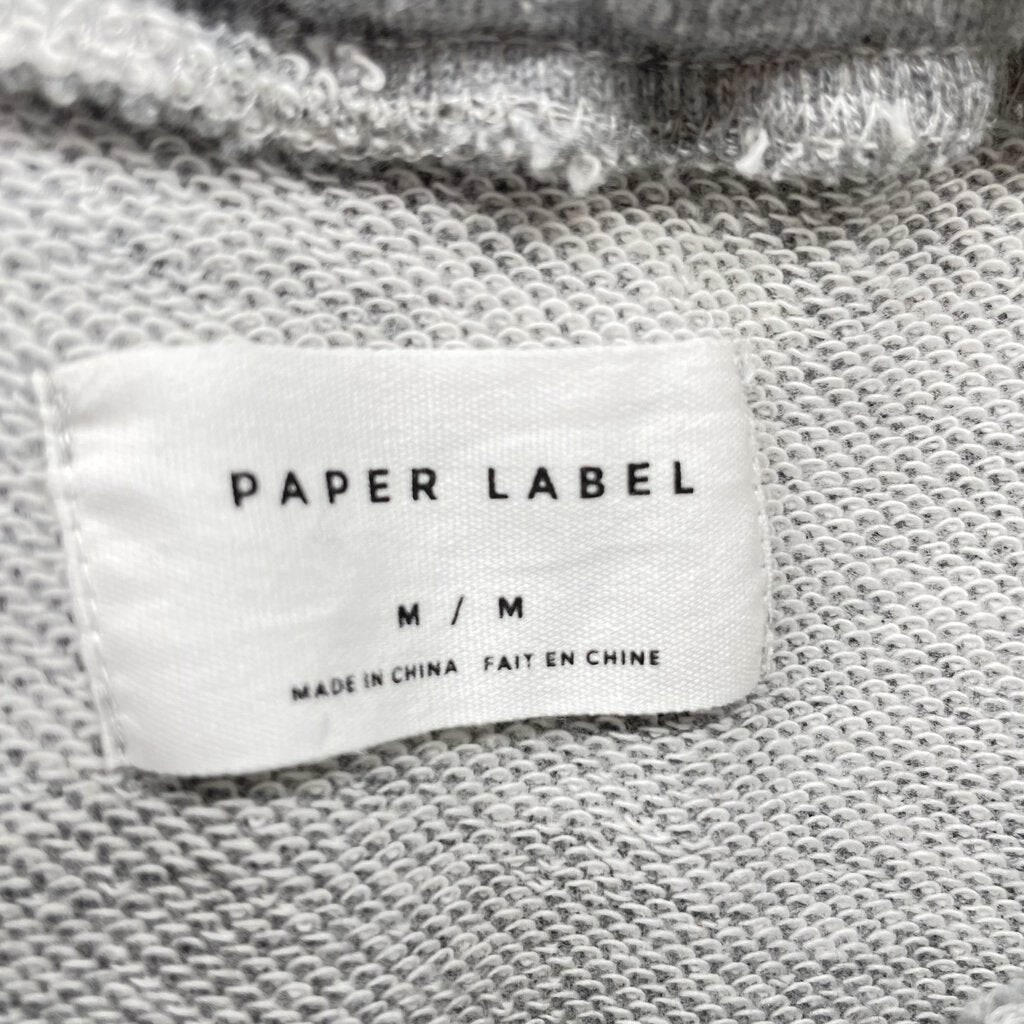 PAPER LABEL
M / M
MADE IN CHINA FAIT EN CHINE